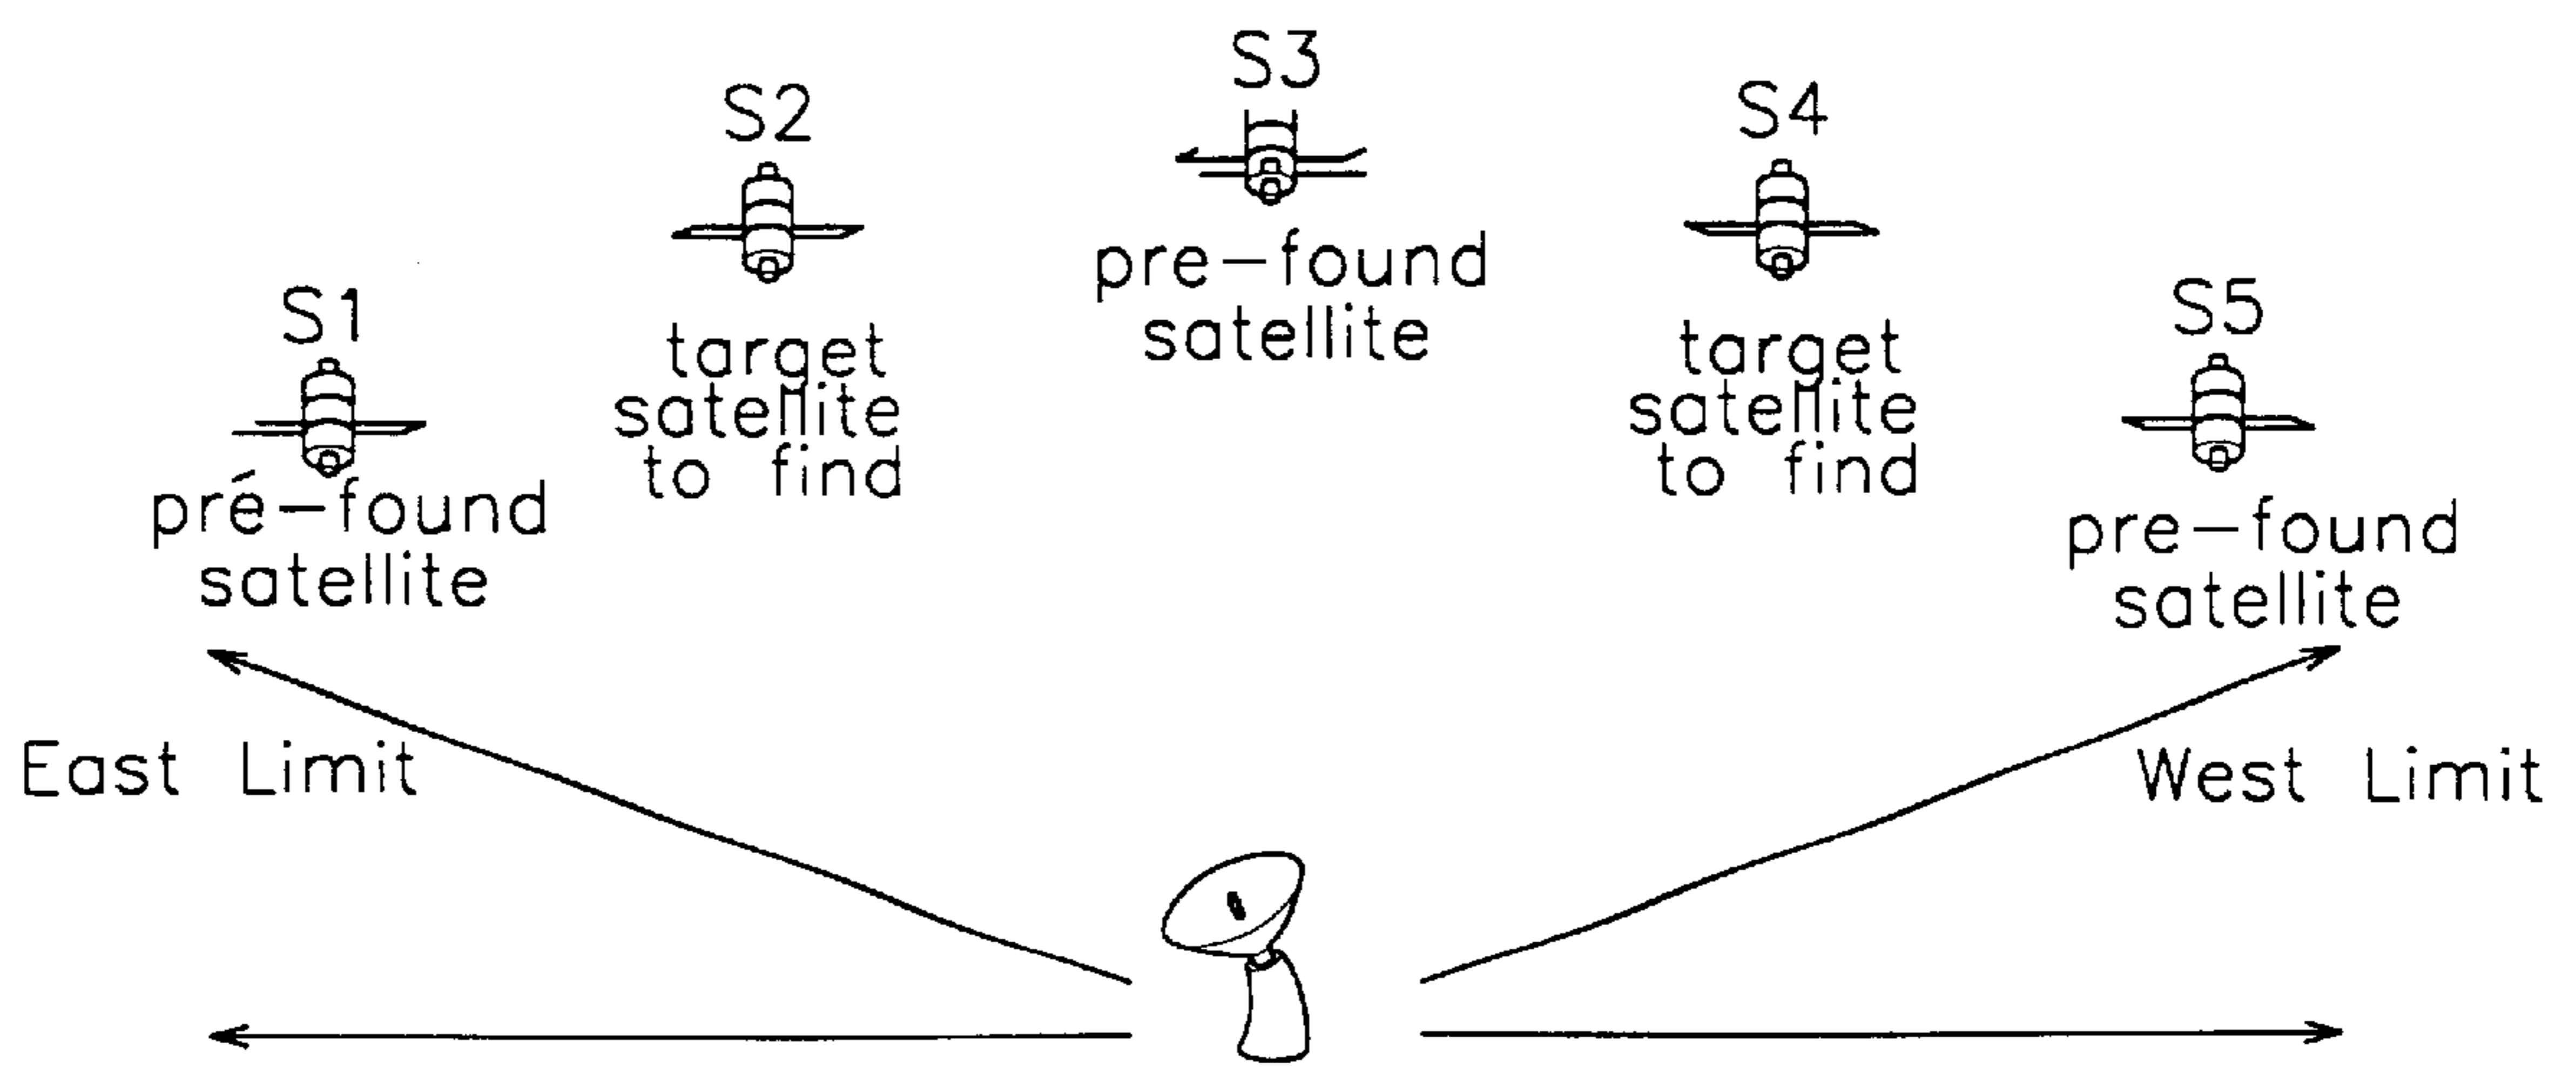 S3
S2
S4
pre-found
satellite
S1
S5
target
satellite
to find
target
satellite
to find
pré-found
satellite
pre-found
satellite
East Limit
West Limit